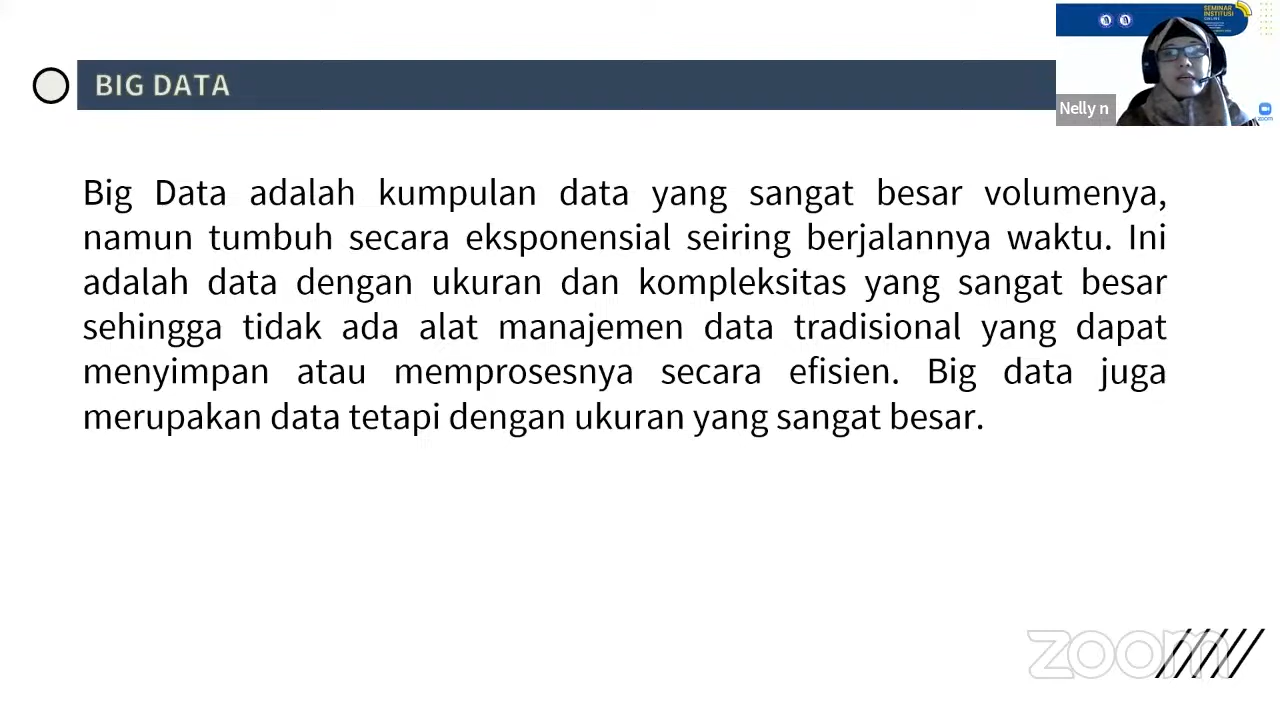 BIG DATA
SEMINAR
INSTITUSI
Nelly n
zoom
Big Data adalah kumpulan data yang sangat besar volumenya,
namun tumbuh secara eksponensial seiring berjalannya waktu. Ini
adalah data dengan ukuran dan kompleksitas yang sangat besar
sehingga tidak ada alat manajemen data tradisional yang dapat
menyimpan atau memprosesnya secara efisien. Big data juga
merupakan data tetapi dengan ukuran yang sangat besar.
zoom